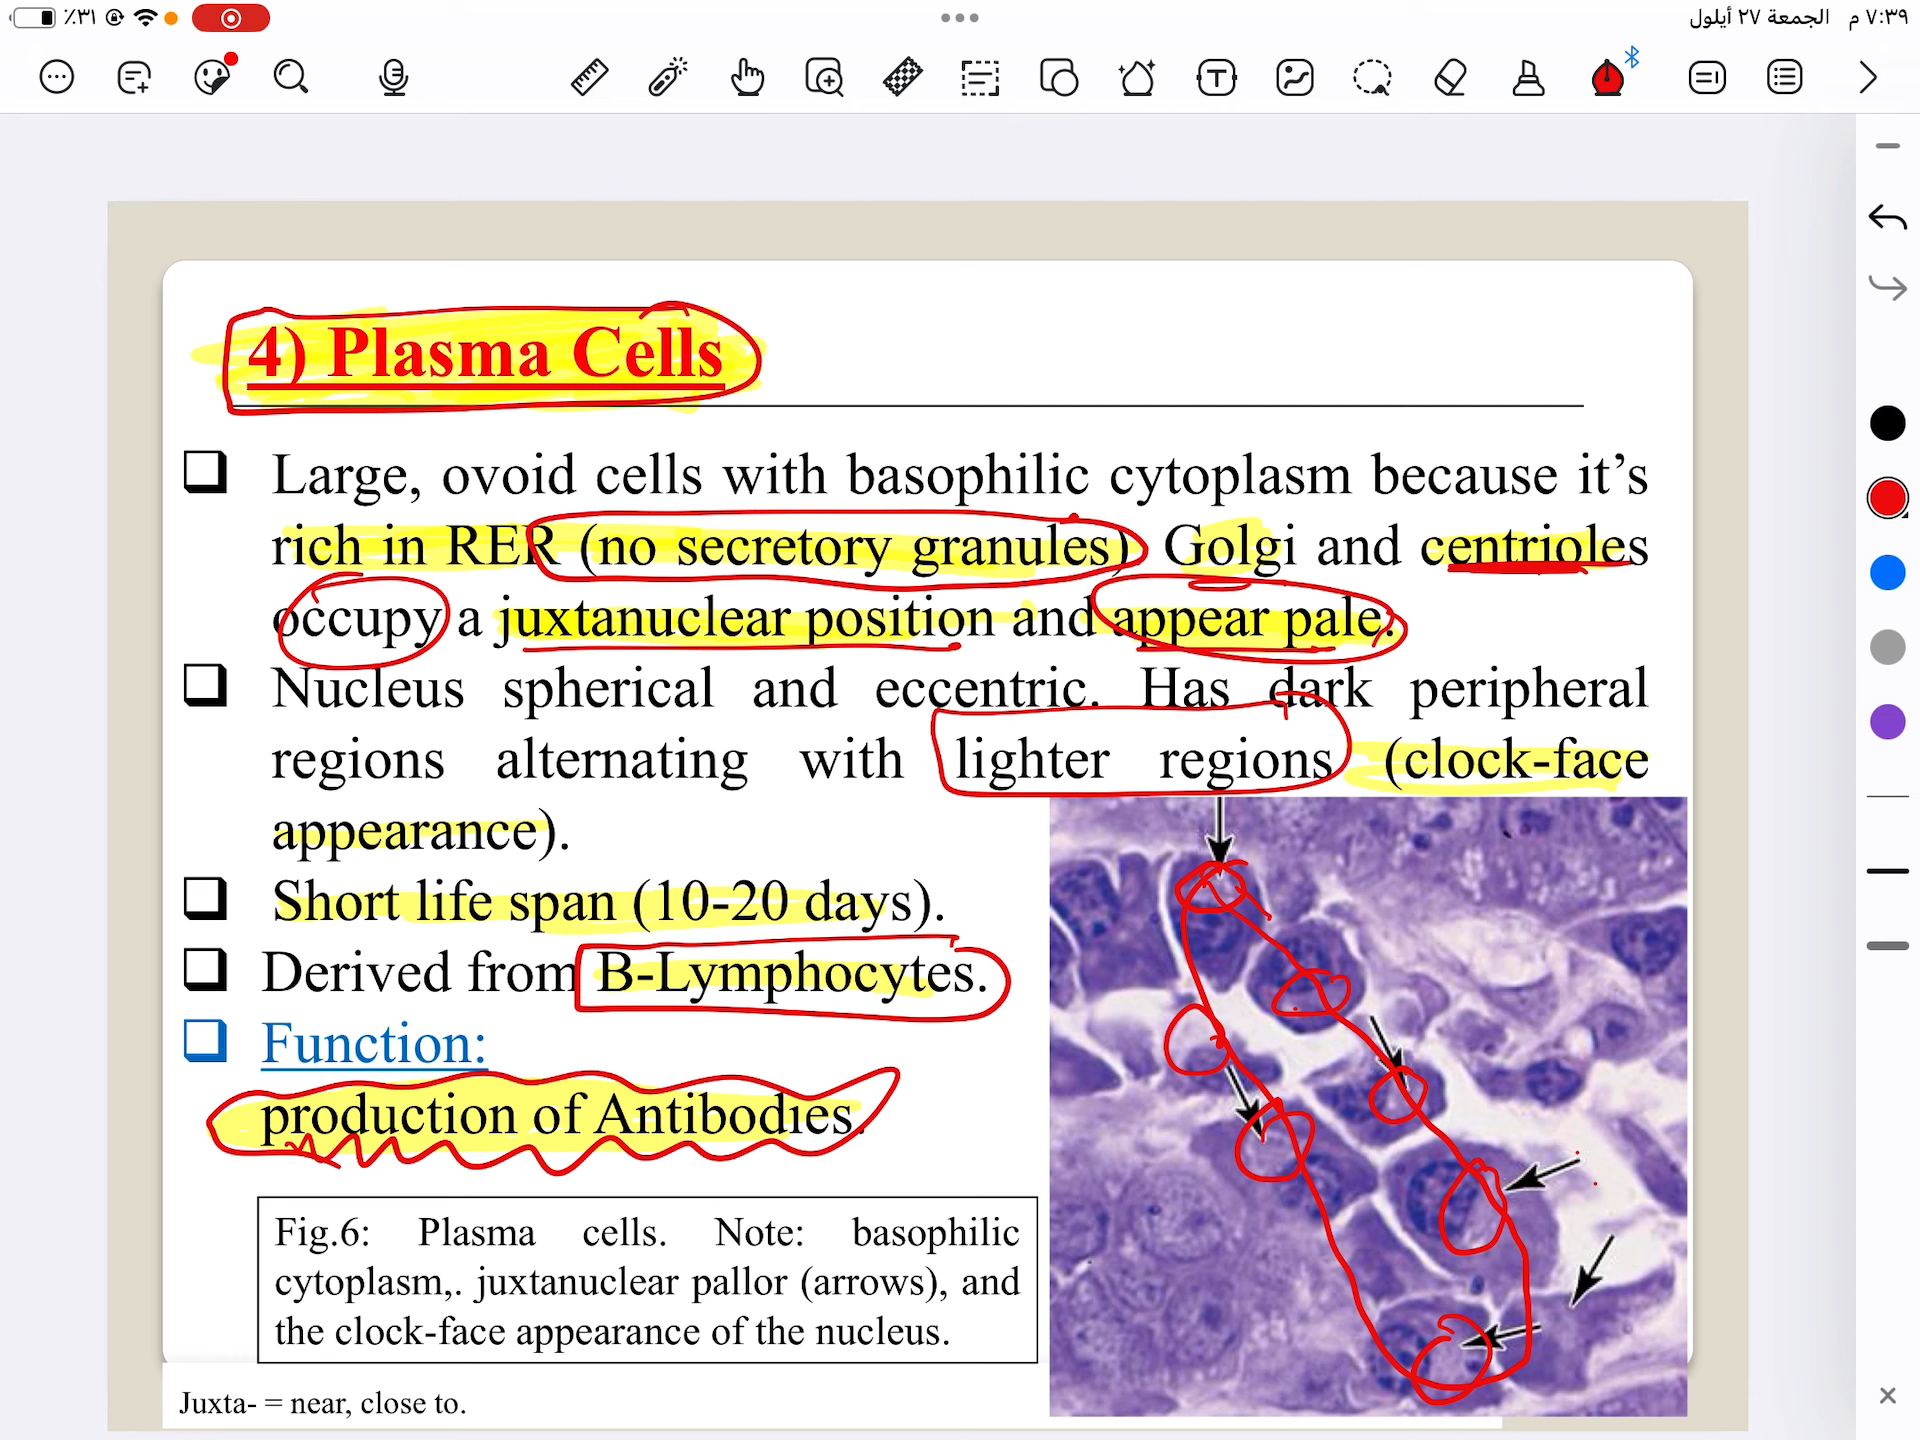 ٪٣١
٧:٣٩ م الجمعة ٢٧ أيلول
4) Plasma Cells
Large, ovoid cells with basophilic cytoplasm because it’s
rich in RER (no secretory granules) Golgi and centrioles
occupy a juxtanuclear position and appear pale.
Nucleus spherical and eccentric. Has dark peripheral
regions alternating with lighter regions (clock-face
appearance).
Short life span (10-20 days).
Derived from B-Lymphocytes.
Function:
production of Antibodies.
Fig.6: Plasma cells. Note: basophilic
cytoplasm,. juxtanuclear pallor (arrows), and
the clock-face appearance of the nucleus.
Juxta- = near, close to.